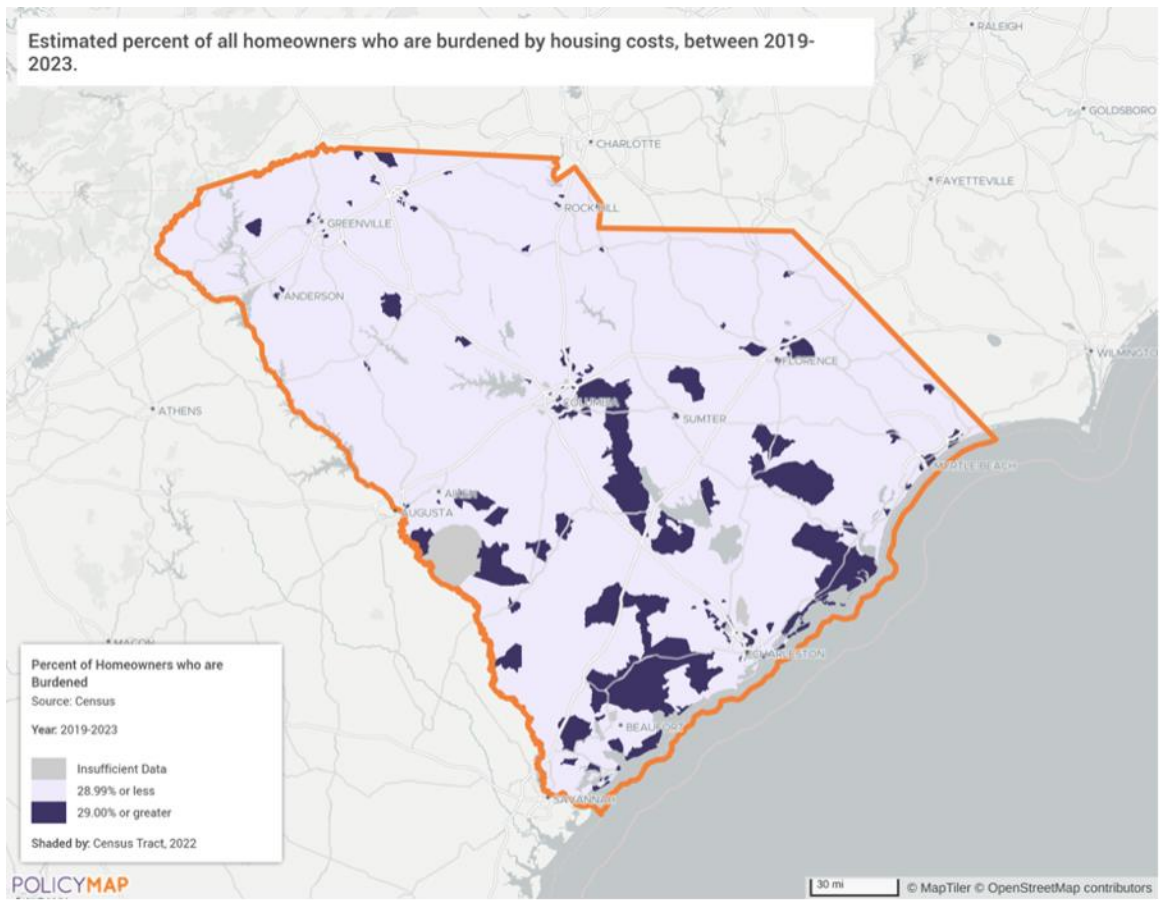 Estimated percent of all homeowners who are burdened by housing costs, between 2019-
2023.
RALEIGH
GOLDSBORO
CHARLOTTE
FAYETTEVILLE
ROCK HILL
GREENVILLE
ANDERSON
WILMINGTO
FLORENCE
ATHENS
COLUMBIA
SUMTER
MYRTLE BEACH
AIKEN
AUGUSTA
MACON
CHARLESTON
BEAUFORT
SAVANNAH
Percent of Homeowners who are
Burdened
Source: Census
Year: 2019-2023
Insufficient Data
28.99% or less
29.00% or greater
Shaded by: Census Tract, 2022
POLICYMAP
30 mi
© MapTiler © OpenStreetMap contributors